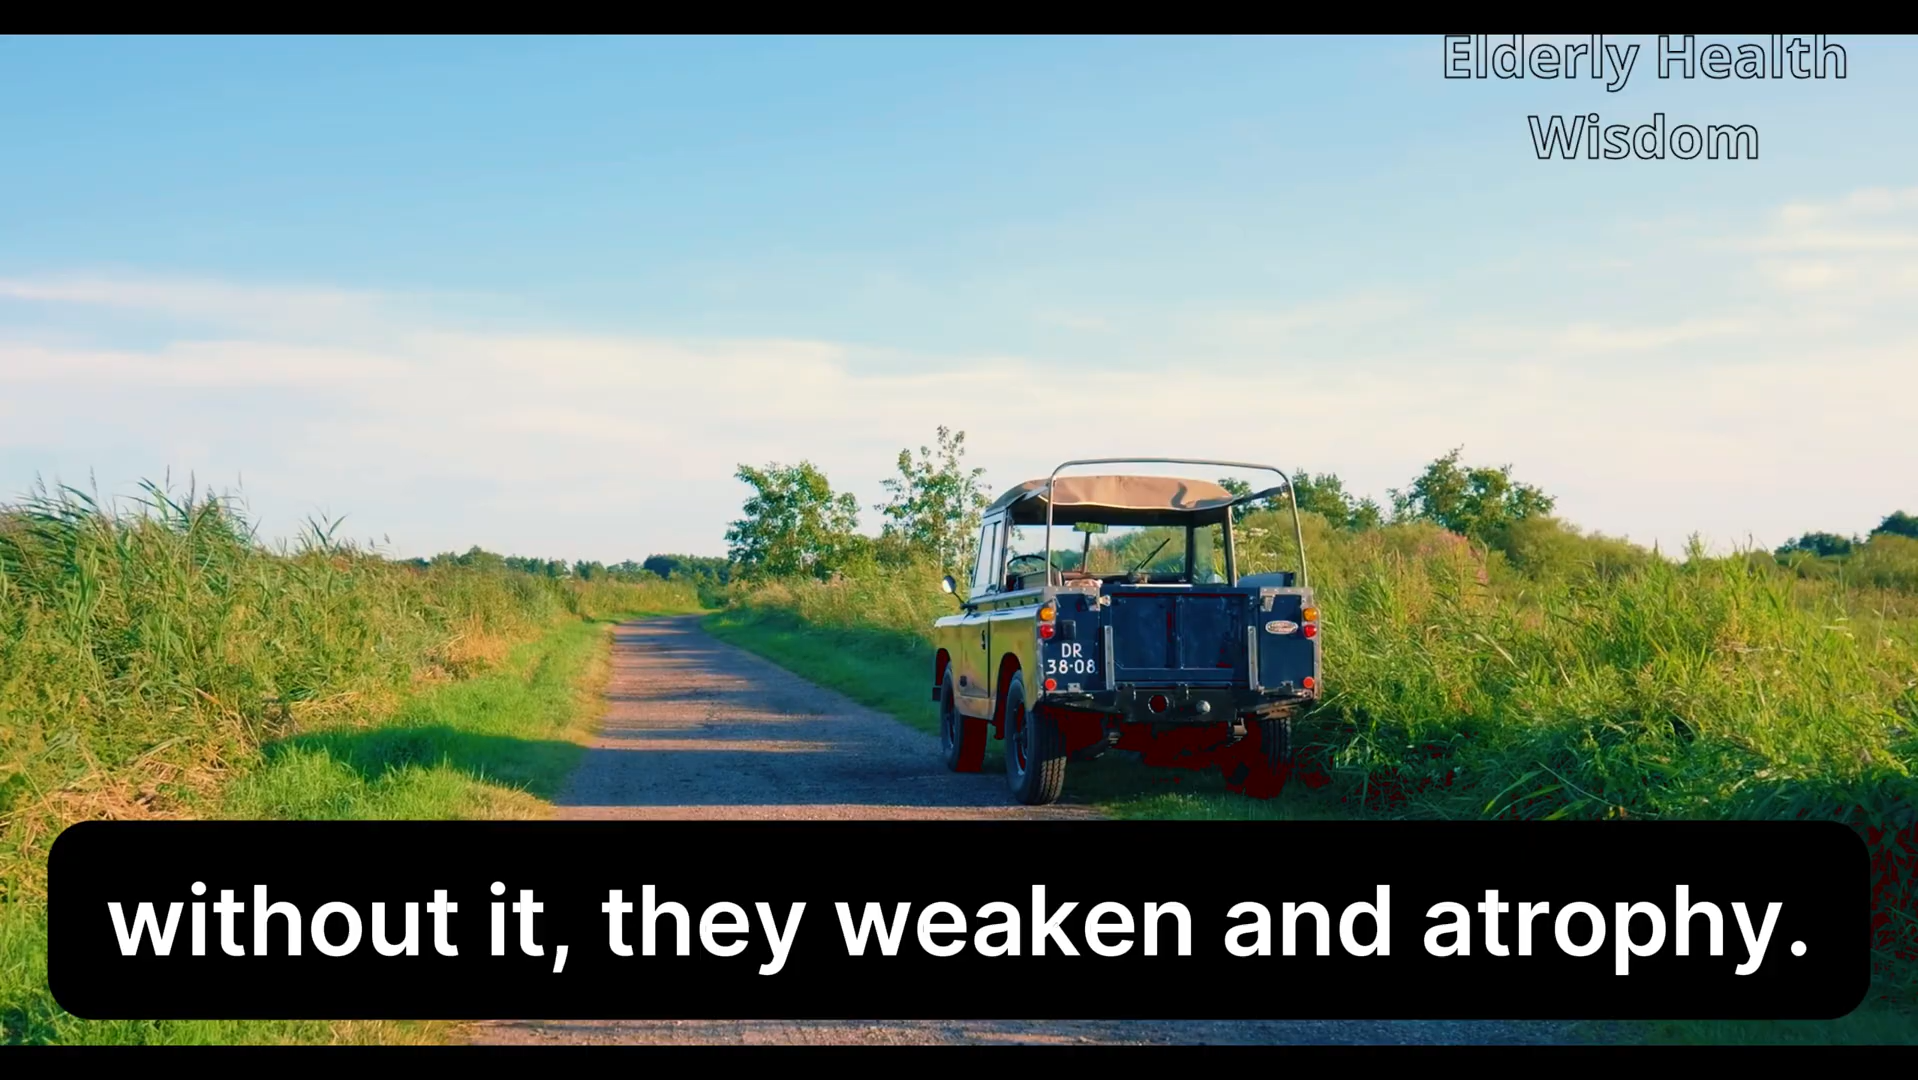 Elderly Health
Wisdom
DR
38-08
without it, they weaken and atrophy.